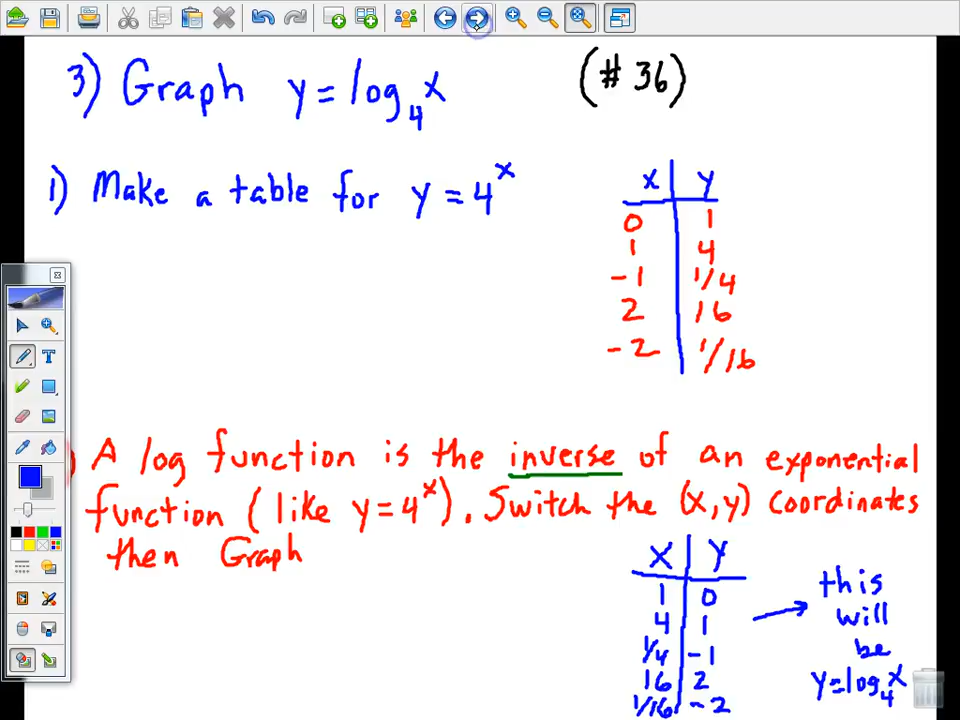 3) Graph y = log₄x (# 36)
1) Make a table for y = 4ˣ
x y
0 1
1 4
-1 1/4
2 16
-2 1/16
) A log function is the inverse of an exponential
function (like y=4ˣ). Switch the (x,y) coordinates
then Graph
X Y
1 0
4 1
1/4 -1
16 2
1/16 -2
this
will
be
y=log₄x
T